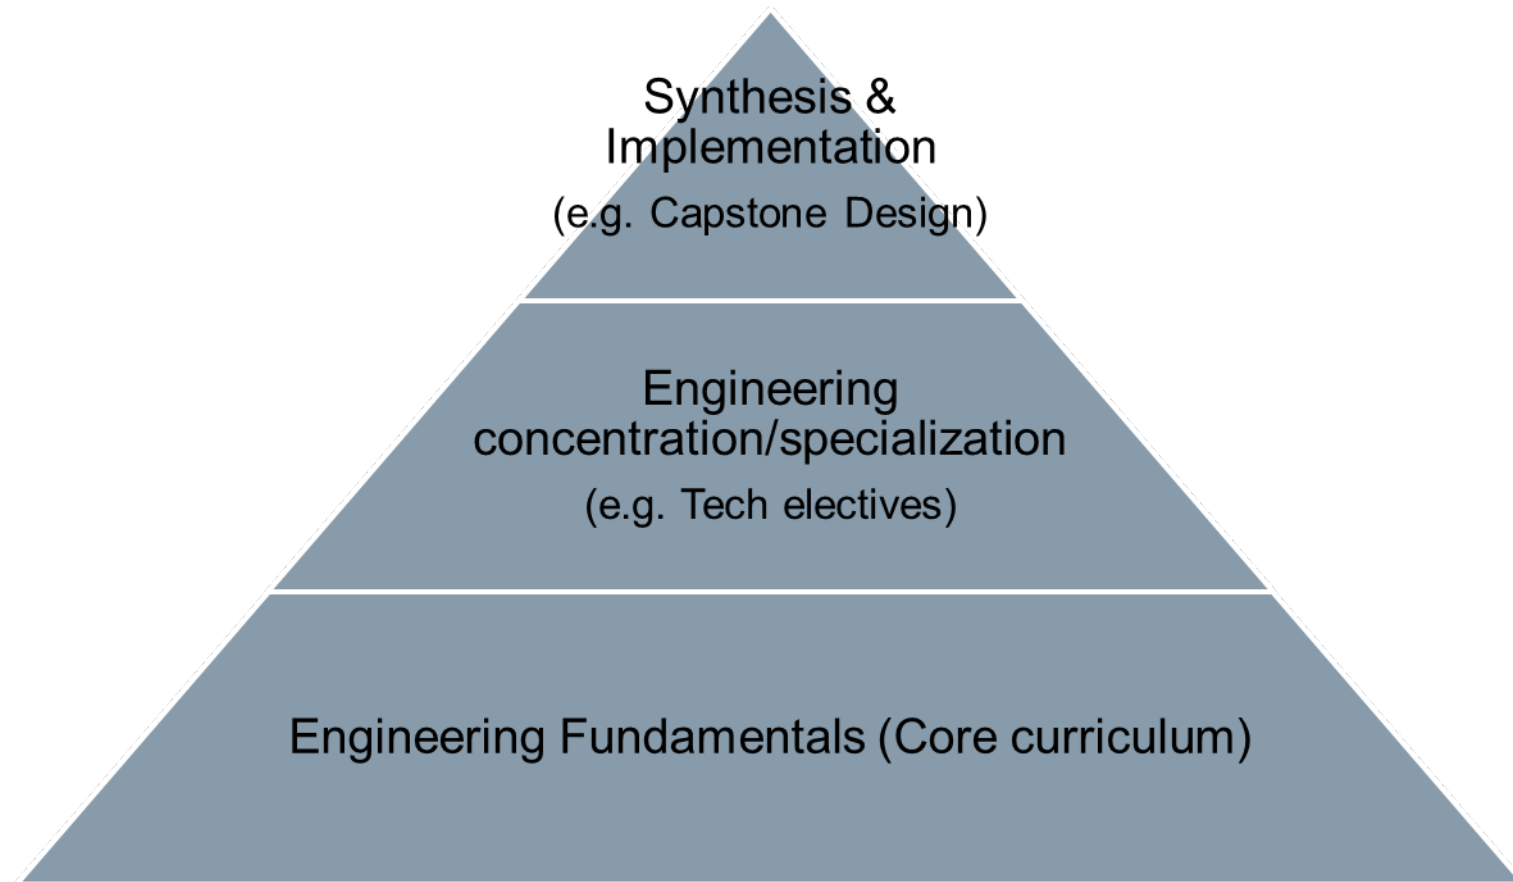 Synthesis &
Implementation
(e.g. Capstone Design)
Engineering
concentration/specialization
(e.g. Tech electives)
Engineering Fundamentals (Core curriculum)